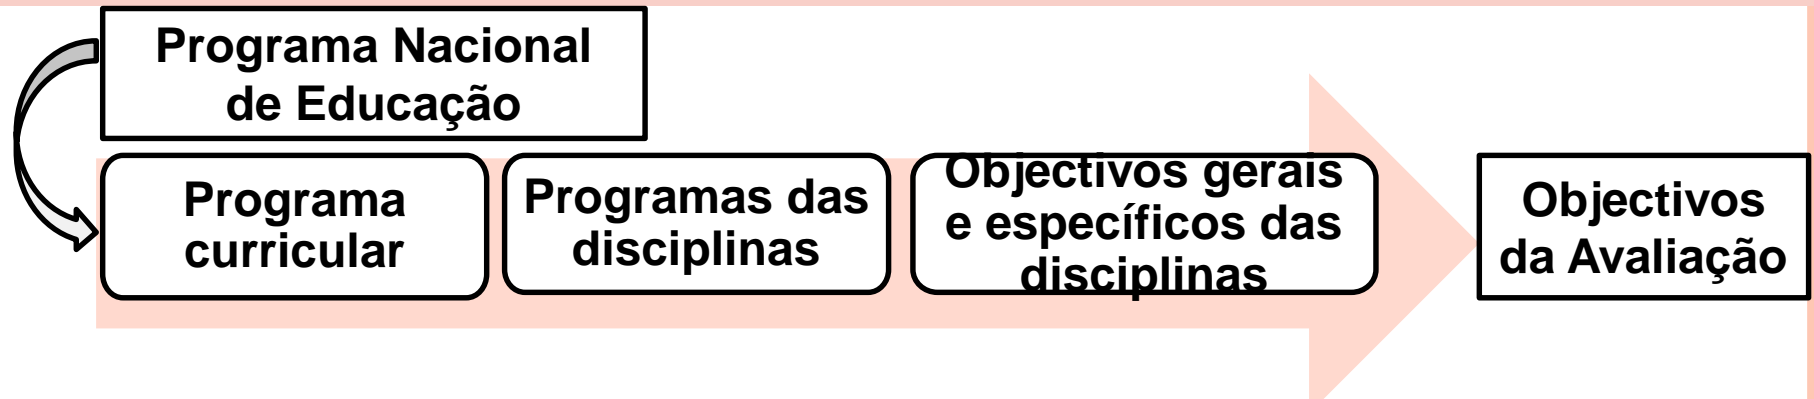 Programa Nacional
de Educação
Programa
curricular
Programas das
disciplinas
Objectivos gerais
e específicos das
disciplinas
Objectivos
da Avaliação